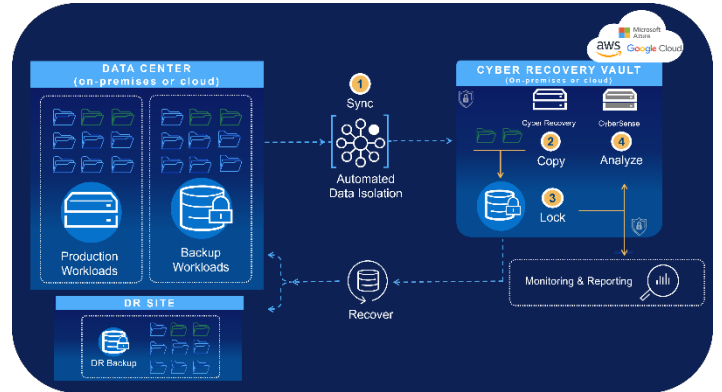 Microsoft
Azure
aws
Google Cloud
DATA CENTER
(on-premises or cloud)
Production
Workloads
Backup
Workloads
1
Sync
Automated
Data Isolation
CYBER RECOVERY VAULT
(On-premises or cloud)
Cyber Recovery
CyberSense
2
Copy
4
Analyze
3
Lock
Monitoring & Reporting
Recover
DR SITE
DR Backup